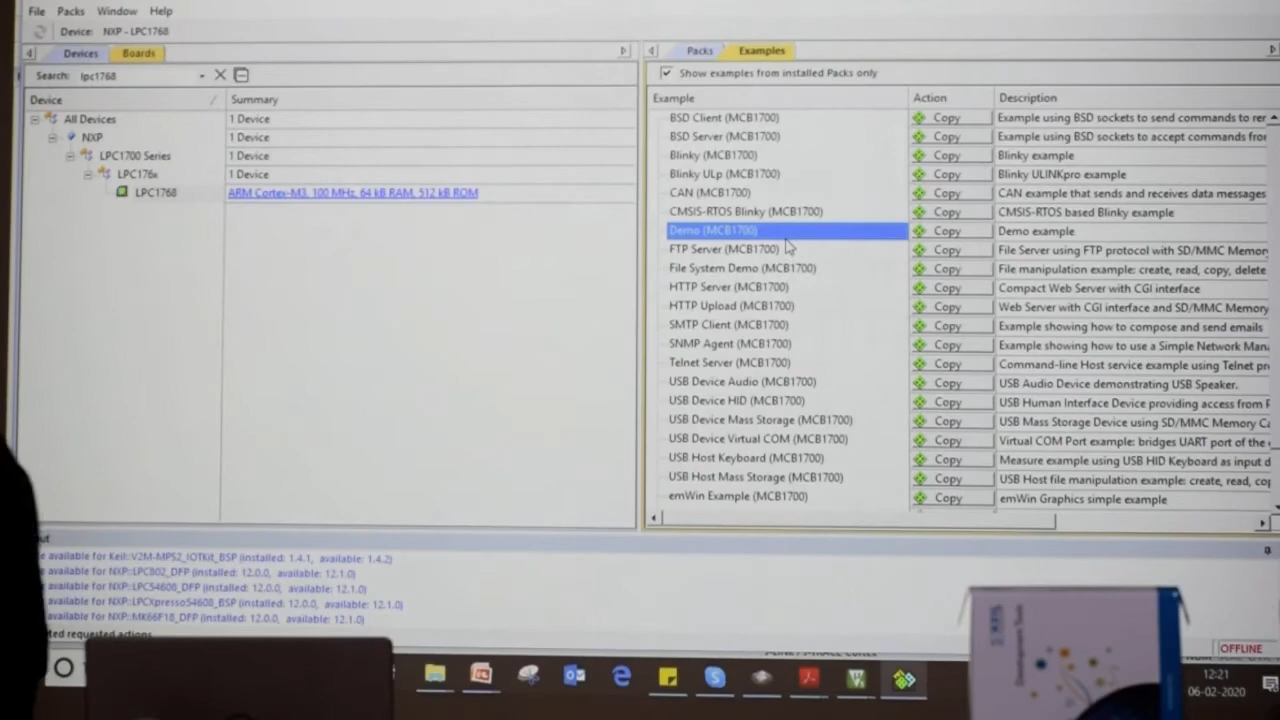 File Packs Window Help
Device: NXP - LPC1768
Devices Boards
Search: lpc1768
Device Summary
All Devices 1 Device
NXP 1 Device
LPC1700 Series 1 Device
LPC176x 1 Device
LPC1768 ARM Cortex-M3, 100 MHz, 64 kB RAM, 512 kB ROM
Packs Examples
Show examples from installed Packs only
Example Action Description
BSD Client (MCB1700) Copy Example using BSD sockets to send commands to rer
BSD Server (MCB1700) Copy Example using BSD sockets to accept commands fror
Blinky (MCB1700) Copy Blinky example
Blinky ULp (MCB1700) Copy Blinky ULINKpro example
CAN (MCB1700) Copy CAN example that sends and receives data messages
CMSIS-RTOS Blinky (MCB1700) Copy CMSIS-RTOS based Blinky example
Demo (MCB1700) Copy Demo example
FTP Server (MCB1700) Copy File Server using FTP protocol with SD/MMC Memor
File System Demo (MCB1700) Copy File manipulation example: create, read, copy, delete
HTTP Server (MCB1700) Copy Compact Web Server with CGI interface
HTTP Upload (MCB1700) Copy Web Server with CGI interface and SD/MMC Memory
SMTP Client (MCB1700) Copy Example showing how to compose and send emails
SNMP Agent (MCB1700) Copy Example showing how to use a Simple Network Man
Telnet Server (MCB1700) Copy Command-line Host service example using Telnet pro
USB Device Audio (MCB1700) Copy USB Audio Device demonstrating USB Speaker.
USB Device HID (MCB1700) Copy USB Human Interface Device providing access from P
USB Device Mass Storage (MCB1700) Copy USB Mass Storage Device using SD/MMC Memory Ca
USB Device Virtual COM (MCB1700) Copy Virtual COM Port example: bridges UART port of the
USB Host Keyboard (MCB1700) Copy Measure example using USB HID Keyboard as input d
USB Host Mass Storage (MCB1700) Copy USB Host file manipulation example: create, read, cop
emWin Example (MCB1700) Copy emWin Graphics simple example
ut
e available for Keil::V2M-MPS2_IOTKit_BSP (installed: 1.4.1, available: 1.4.2)
available for NXP::LPC802_DFP (installed: 12.0.0, available: 12.1.0)
available for NXP::LPC54608_DFP (installed: 12.0.0, available: 12.1.0)
available for NXP::LPCXpresso54608_BSP (installed: 12.0.0, available: 12.1.0)
available for NXP::MK66F18_DFP (installed: 12.0.0, available: 12.1.0)
ted requested actions
OFFLINE
12:21
06-02-2020
Development Tools